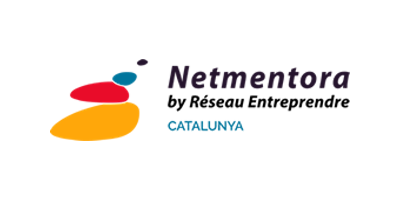 Netmentora
by Réseau Entreprendre
CATALUNYA